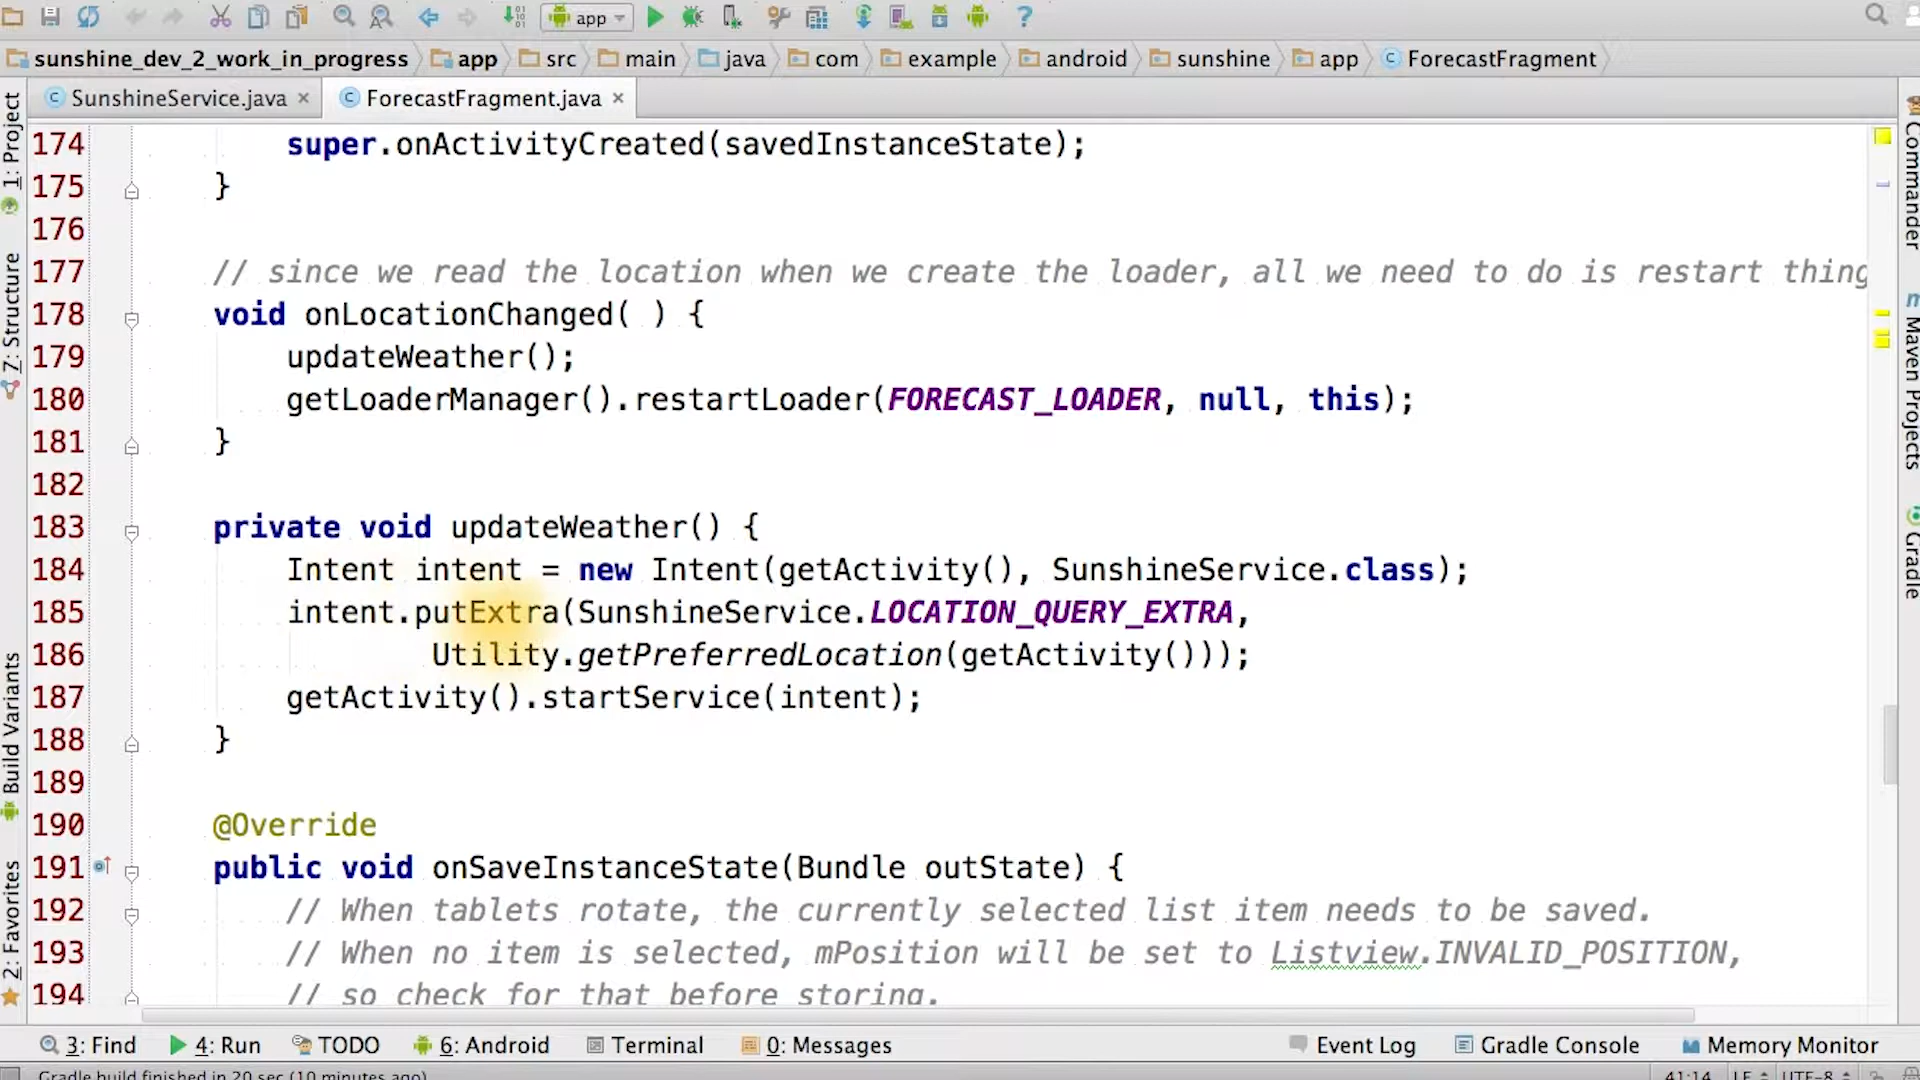 app
sunshine_dev_2_work_in_progress app src main java com example android sunshine app ForecastFragment
SunshineService.java ForecastFragment.java
174 super.onActivityCreated(savedInstanceState);
175 }
176
177 // since we read the location when we create the loader, all we need to do is restart thing
178 void onLocationChanged( ) {
179 updateWeather();
180 getLoaderManager().restartLoader(FORECAST_LOADER, null, this);
181 }
182
183 private void updateWeather() {
184 Intent intent = new Intent(getActivity(), SunshineService.class);
185 intent.putExtra(SunshineService.LOCATION_QUERY_EXTRA,
186 Utility.getPreferredLocation(getActivity()));
187 getActivity().startService(intent);
188 }
189
190 @Override
191 public void onSaveInstanceState(Bundle outState) {
192 // When tablets rotate, the currently selected list item needs to be saved.
193 // When no item is selected, mPosition will be set to Listview.INVALID_POSITION,
194 // so check for that before storing.
1: Project
7: Structure
Build Variants
2: Favorites
Commander
Maven Projects
Gradle
3: Find 4: Run TODO 6: Android Terminal 0: Messages Event Log Gradle Console Memory Monitor
Gradle build finished in 20 sec (10 minutes ago) 41:14 LF UTF-8